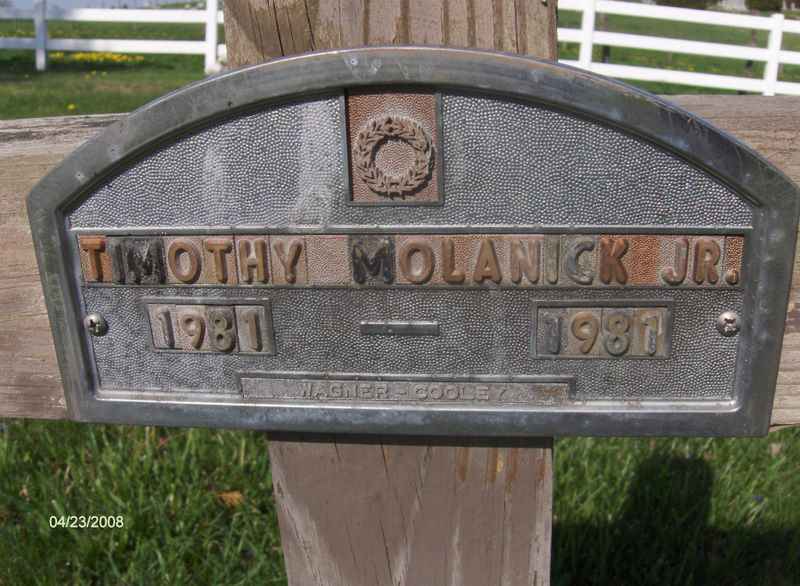 TIMOTHY MOLANICK JR.
1981 — 1981
WAGNER - COOLEY
04/23/2008